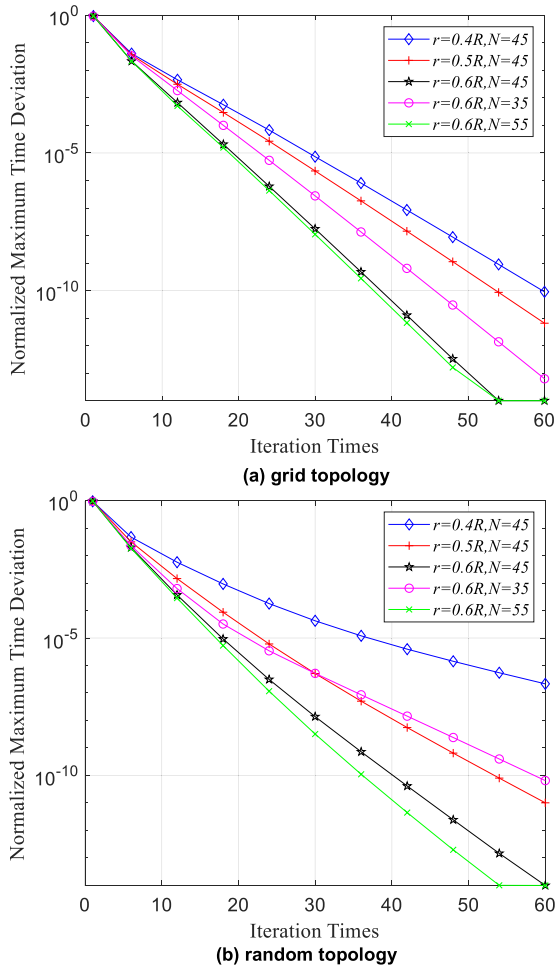 10^0
10^-5
10^-10
Normalized Maximum Time Deviation
r=0.4R,N=45
r=0.5R,N=45
r=0.6R,N=45
r=0.6R,N=35
r=0.6R,N=55
0 10 20 30 40 50 60
Iteration Times
(a) grid topology
10^0
10^-5
10^-10
Normalized Maximum Time Deviation
r=0.4R,N=45
r=0.5R,N=45
r=0.6R,N=45
r=0.6R,N=35
r=0.6R,N=55
0 10 20 30 40 50 60
Iteration Times
(b) random topology